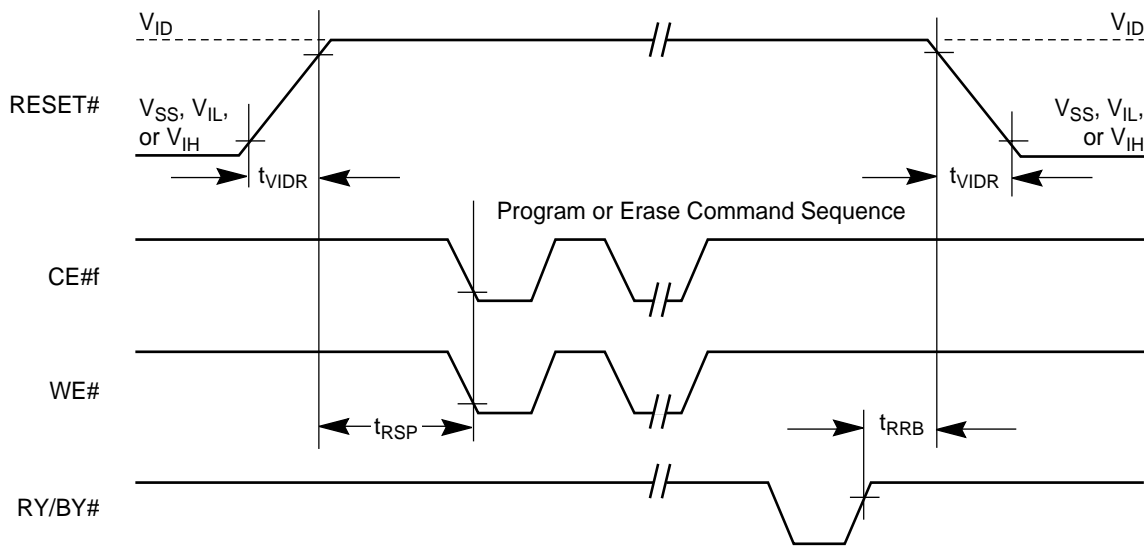 V_ID
V_ID
RESET#
V_SS, V_IL,
or V_IH
V_SS, V_IL,
or V_IH
t_VIDR
t_VIDR
Program or Erase Command Sequence
CE#f
WE#
t_RSP
t_RRB
RY/BY#